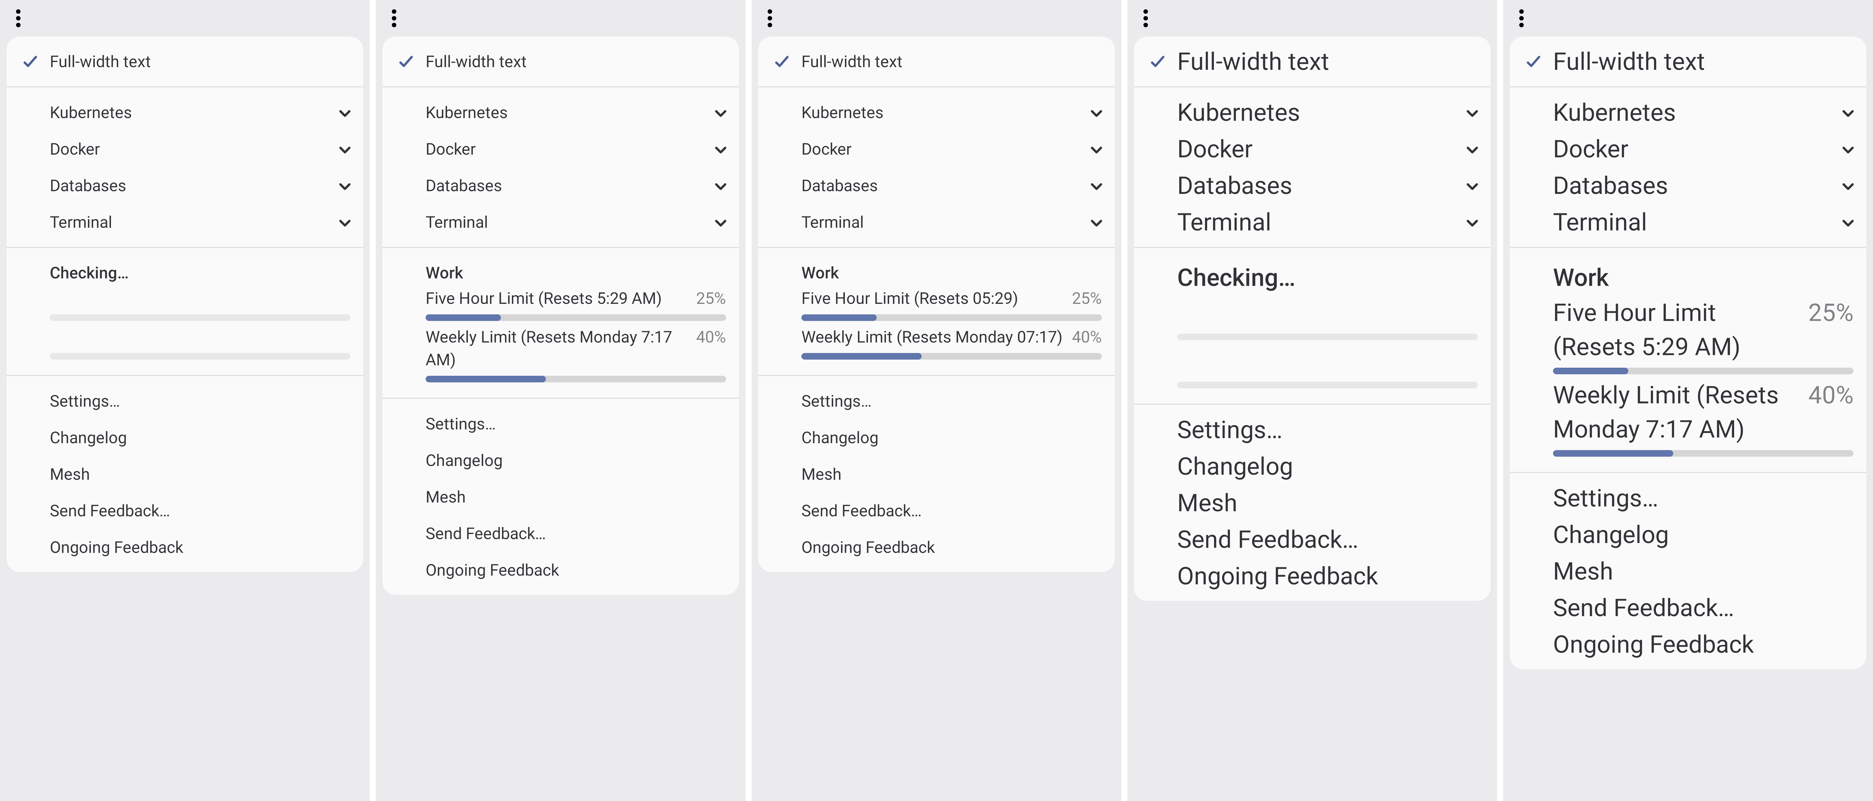 Full-width text
Kubernetes
Docker
Databases
Terminal
Checking…
Settings…
Changelog
Mesh
Send Feedback…
Ongoing Feedback
Full-width text
Kubernetes
Docker
Databases
Terminal
Work
Five Hour Limit (Resets 5:29 AM) 25%
Weekly Limit (Resets Monday 7:17 40%
AM)
Settings…
Changelog
Mesh
Send Feedback…
Ongoing Feedback
Full-width text
Kubernetes
Docker
Databases
Terminal
Work
Five Hour Limit (Resets 05:29) 25%
Weekly Limit (Resets Monday 07:17) 40%
Settings…
Changelog
Mesh
Send Feedback…
Ongoing Feedback
Full-width text
Kubernetes
Docker
Databases
Terminal
Checking…
Settings…
Changelog
Mesh
Send Feedback…
Ongoing Feedback
Full-width text
Kubernetes
Docker
Databases
Terminal
Work
Five Hour Limit 25%
(Resets 5:29 AM)
Weekly Limit (Resets 40%
Monday 7:17 AM)
Settings…
Changelog
Mesh
Send Feedback…
Ongoing Feedback